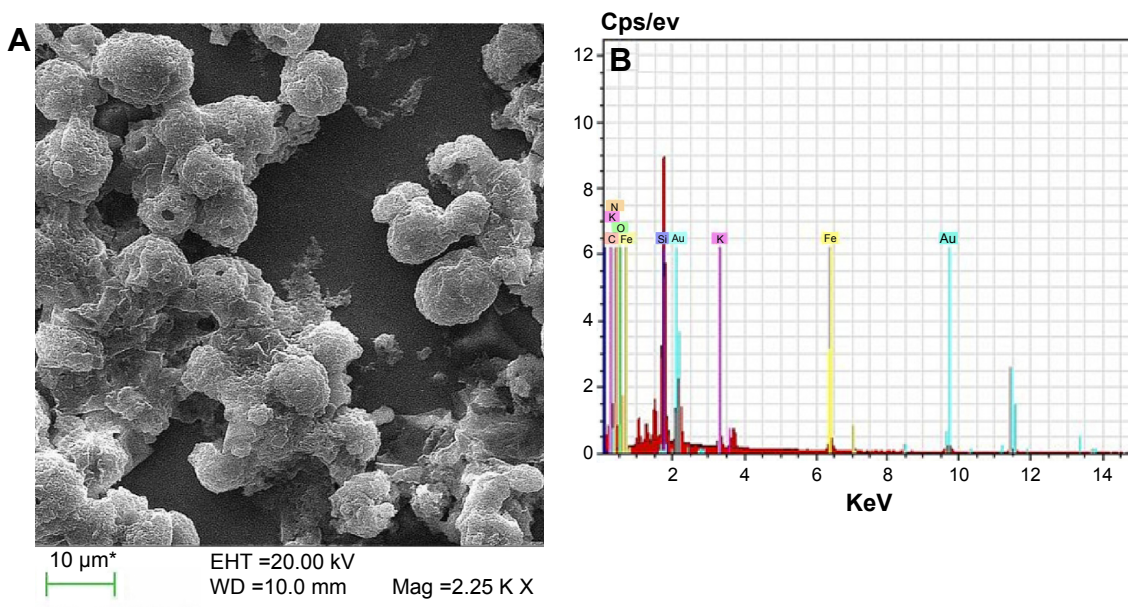 A
10 µm*
EHT =20.00 kV
WD =10.0 mm
Mag =2.25 K X
Cps/ev
B
12
10
8
6
4
2
0
N
K
O
C
Fe
Si
Au
K
Fe
Au
2
4
6
8
10
12
14
KeV